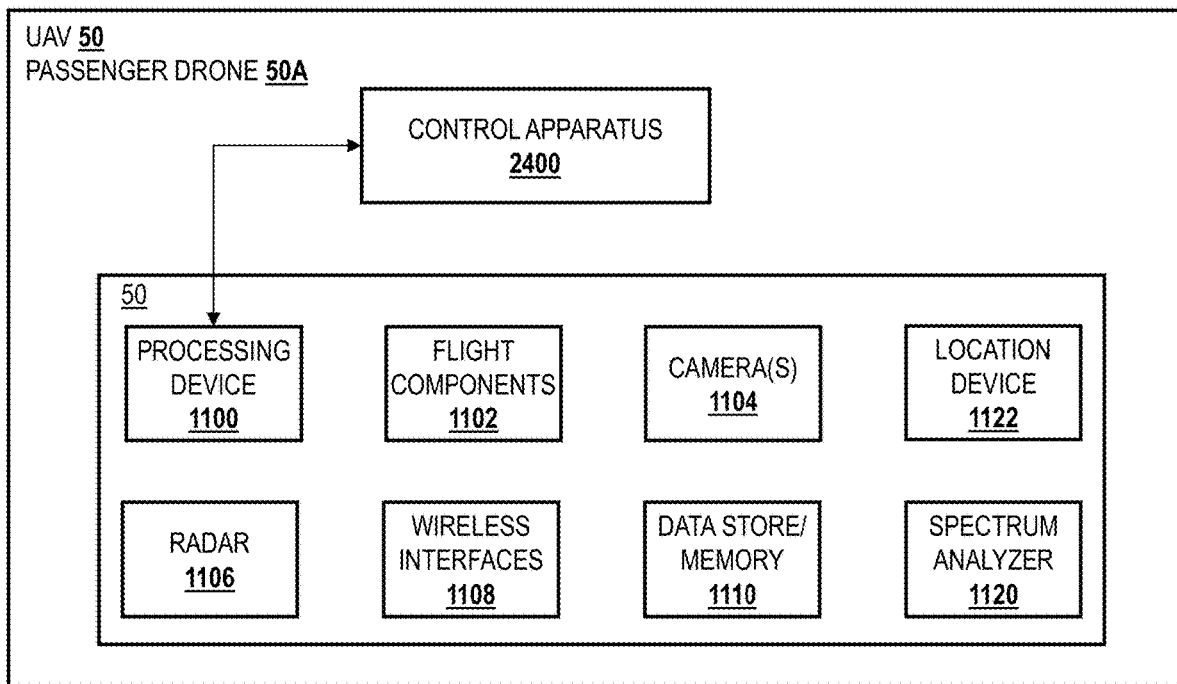 UAV 50
PASSENGER DRONE 50A
CONTROL APPARATUS
2400
50
PROCESSING
DEVICE
1100
FLIGHT
COMPONENTS
1102
CAMERA(S)
1104
LOCATION
DEVICE
1122
RADAR
1106
WIRELESS
INTERFACES
1108
DATA STORE/
MEMORY
1110
SPECTRUM
ANALYZER
1120